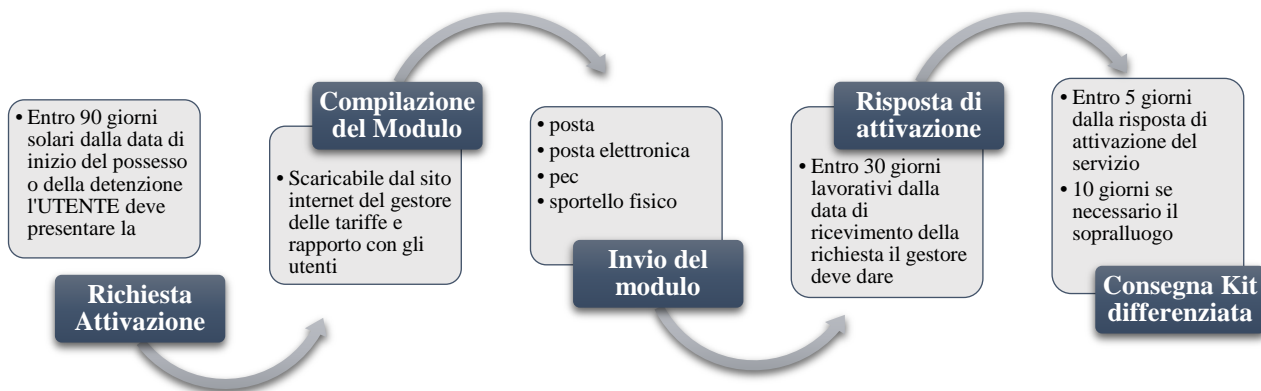 • Entro 90 giorni
solari dalla data di
inizio del possesso
o della detenzione
l'UTENTE deve
presentare la
Richiesta
Attivazione
Compilazione
del Modulo
• Scaricabile dal sito
internet del gestore
delle tariffe e
rapporto con gli
utenti
• posta
• posta elettronica
• pec
• sportello fisico
Invio del
modulo
Risposta di
attivazione
• Entro 30 giorni
lavorativi dalla
data di
ricevimento della
richiesta il gestore
deve dare
• Entro 5 giorni
dalla risposta di
attivazione del
servizio
• 10 giorni se
necessario il
sopralluogo
Consegna Kit
differenziata